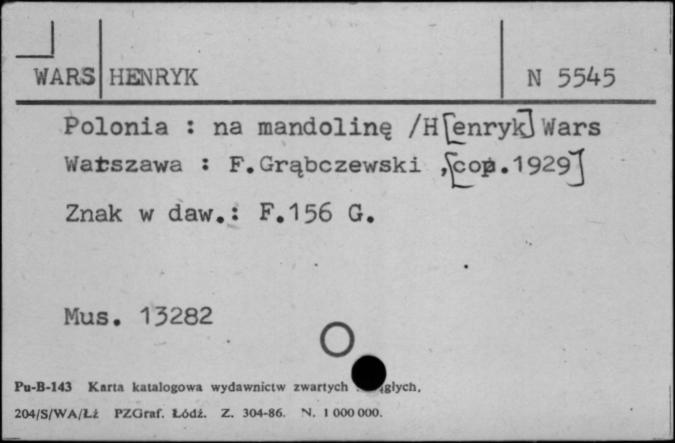 WARS HENRYK N 5545
Polonia : na mandolinę /H[enryk] Wars
Warszawa : F.Grąbczewski ,[cop.1929]
Znak w daw.: F.156 G.
Mus. 13282
Pu-B-143 Karta katalogowa wydawnictw zwartych
204/S/WA/Łż PZGraf. Łódź. Z. 304-86. N. 1 000 000.